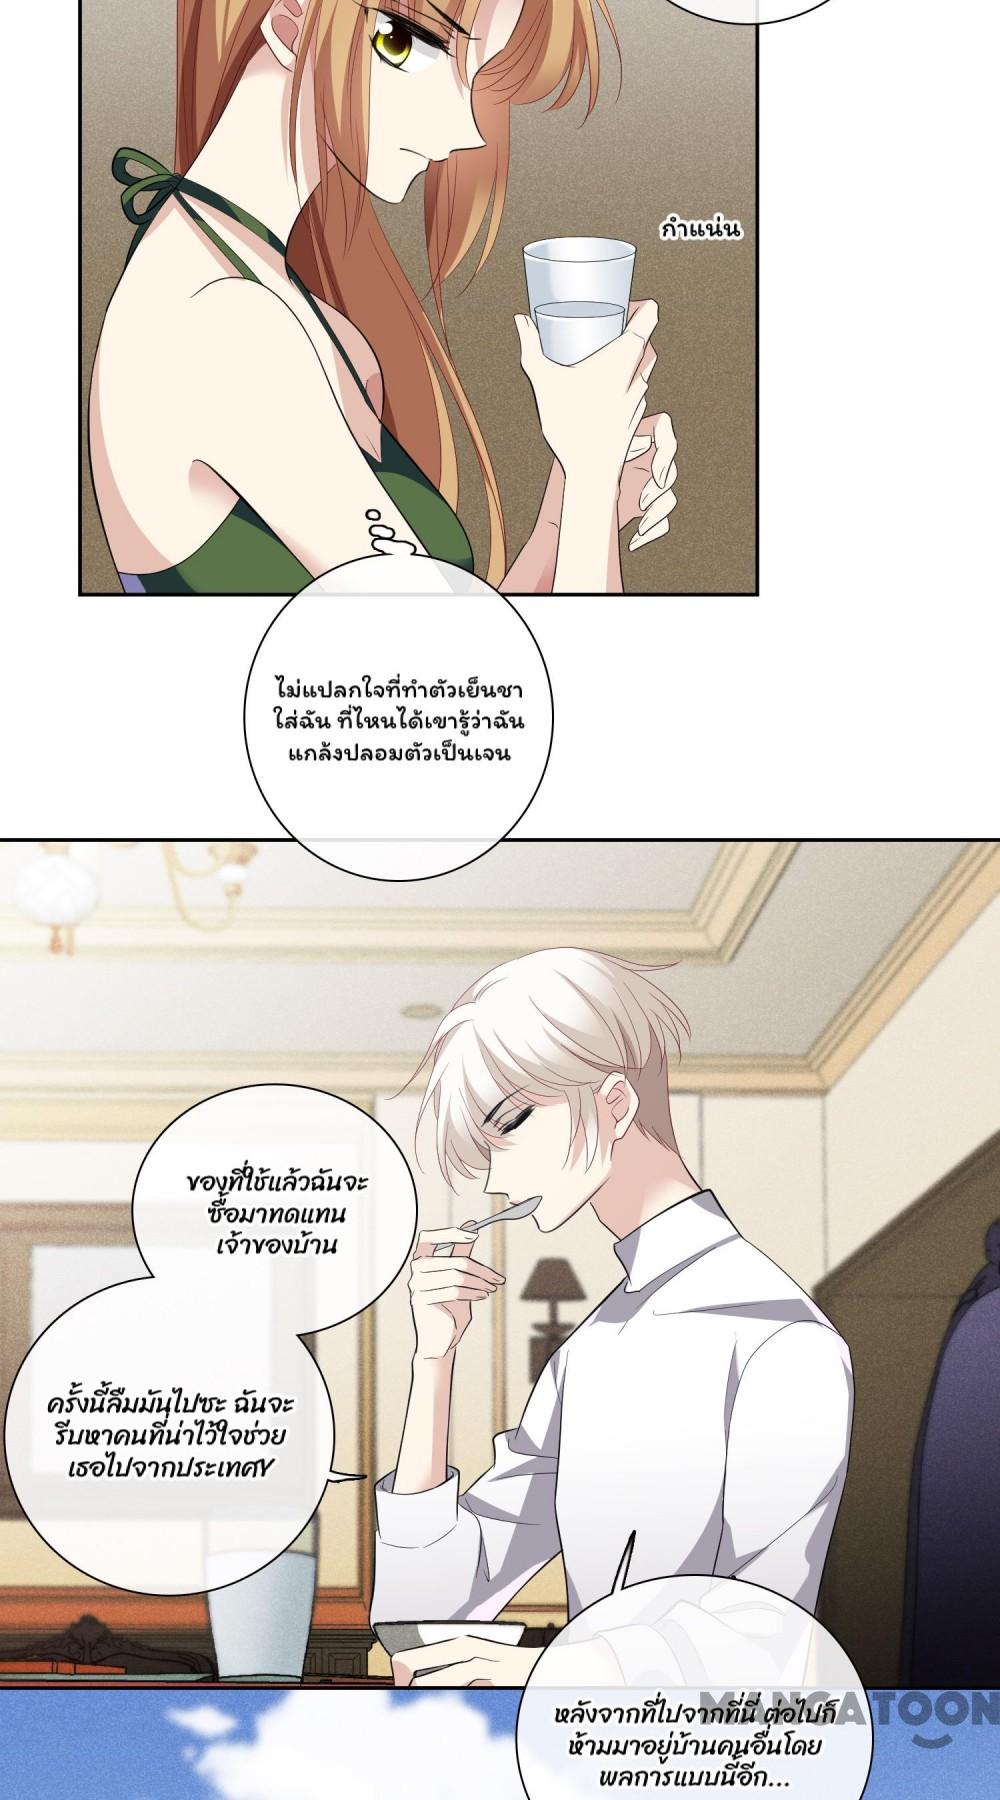 กำแน่น
ไม่แปลกใจที่ทำตัวเย็นชา
ใส่ฉัน ที่ไหนได้เขารู้ว่าฉัน
แกล้งปลอมตัวเป็นเจน
ของที่ใช้แล้วฉันจะ
ซื้อมาทดแทน
เจ้าของบ้าน
ครั้งนี้ลืมมันไปซะ ฉันจะ
รีบหาคนที่น่าไว้ใจช่วย
เธอไปจากประเทศY
หลังจากที่ไปจากที่นี่ ต่อไปก็
ห้ามมาอยู่บ้านคนอื่นโดย
พลการแบบนี้อีก...
MANGATOON